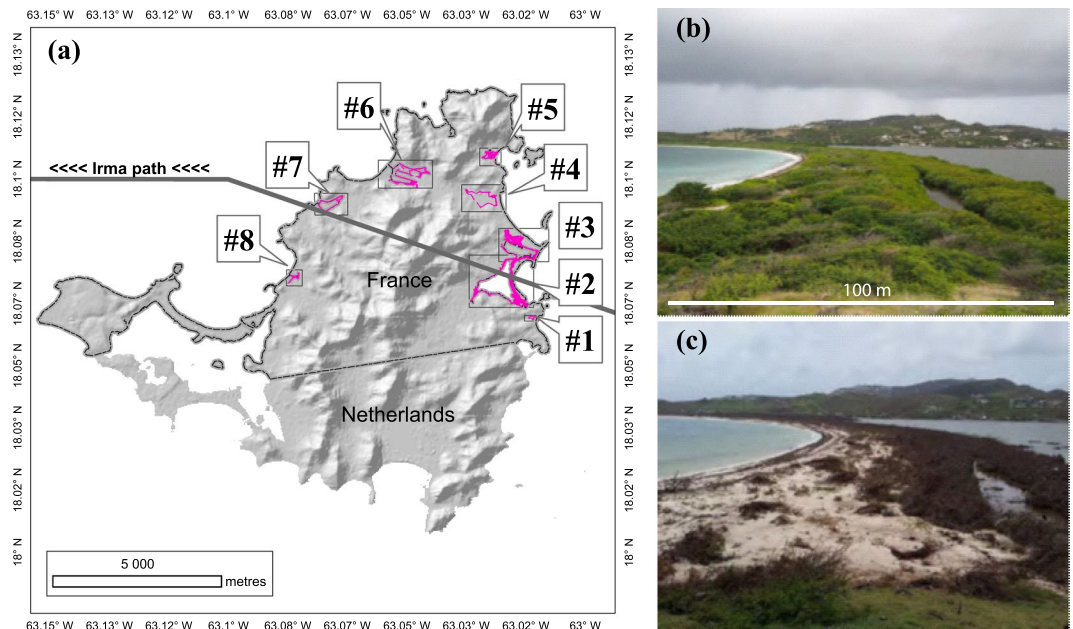 63.15° W 63.13° W 63.12° W 63.1° W 63.08° W 63.07° W 63.05° W 63.03° W 63.02° W 63° W
(a)
(b)
18.13° N
18.13° N
18.12° N
18.12° N
#6
#5
<<<< Irma path <<<<
#7
#4
18.1° N
18.1° N
#8
#3
18.08° N
18.08° N
France
#2
100 m
18.07° N
18.07° N
#1
(c)
18.05° N
18.05° N
Netherlands
18.03° N
18.03° N
18.02° N
18.02° N
18° N
18° N
5 000
metres
63.15° W 63.13° W 63.12° W 63.1° W 63.08° W 63.07° W 63.05° W 63.03° W 63.02° W 63° W